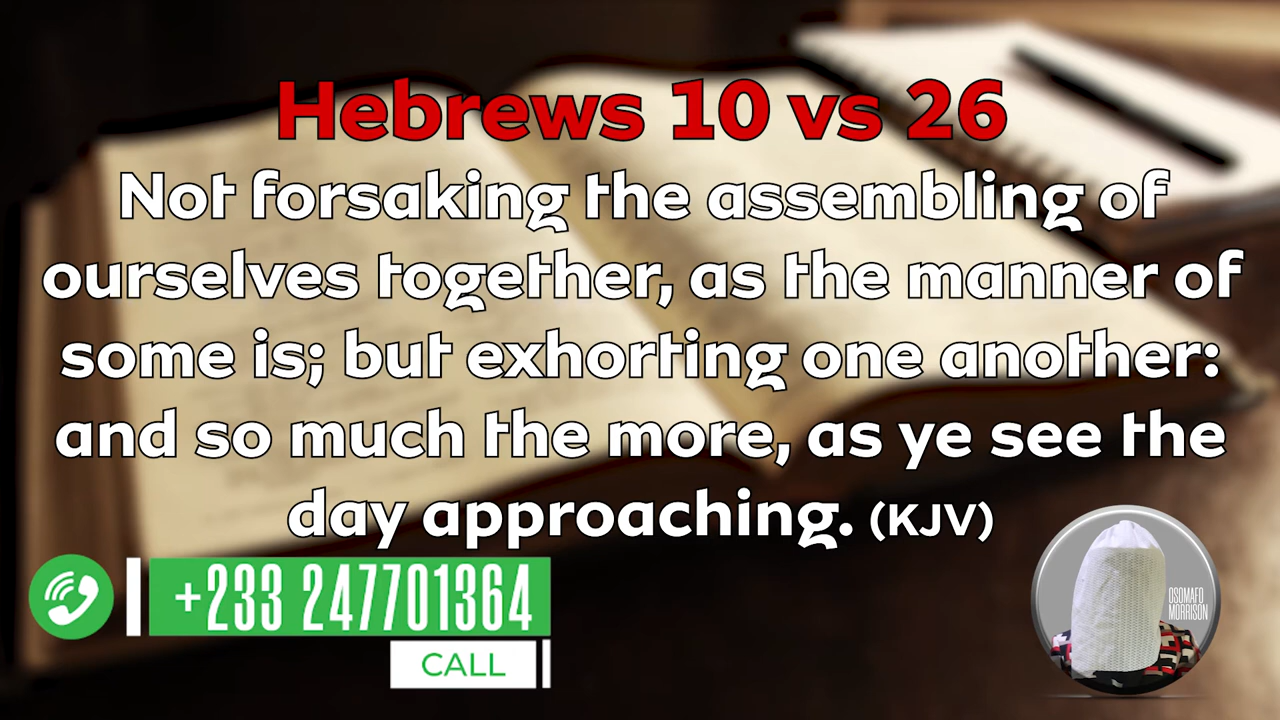 Hebrews 10 vs 26
Not forsaking the assembling of
ourselves together, as the manner of
some is; but exhorting one another:
and so much the more, as ye see the
day approaching. (KJV)
+233 247701364
CALL
OSOMAFO
MORRISON